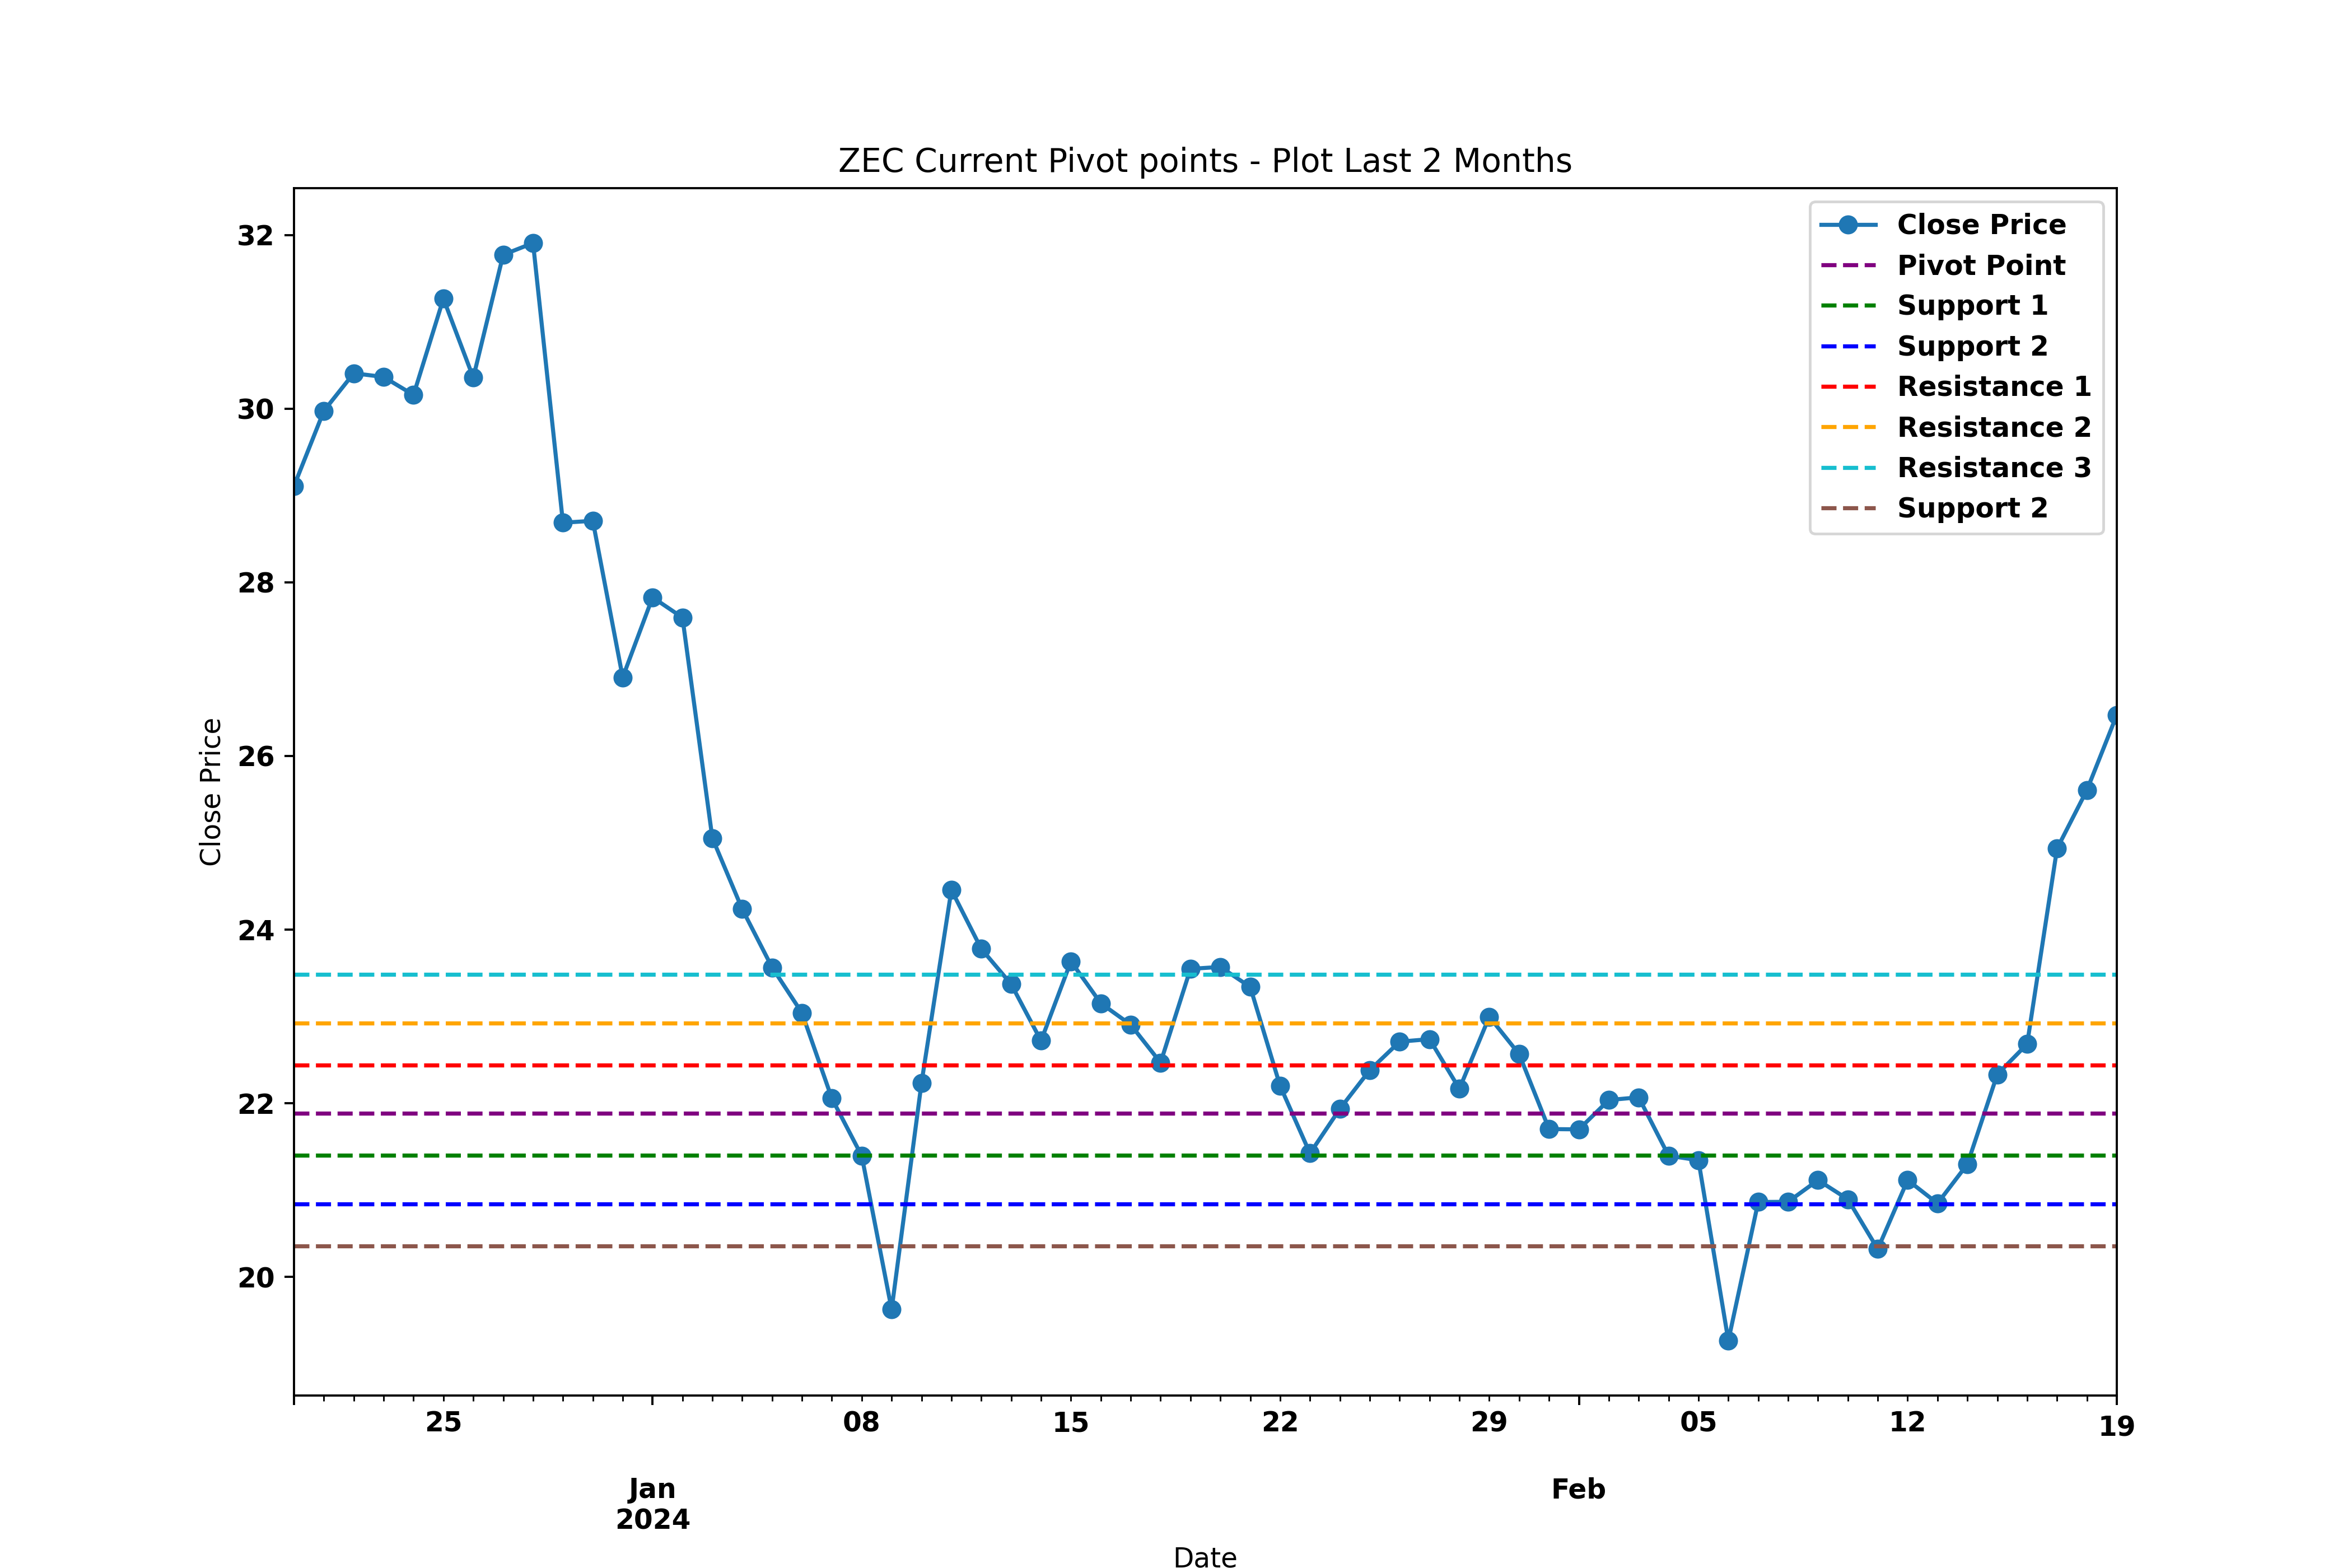 ZEC Current Pivot points - Plot Last 2 Months
Close Price
Pivot Point
Support 1
Support 2
Resistance 1
Resistance 2
Resistance 3
Support 2
32
30
28
26
24
22
20
Close Price
25
08
15
22
29
05
12
19
Jan
2024
Feb
Date